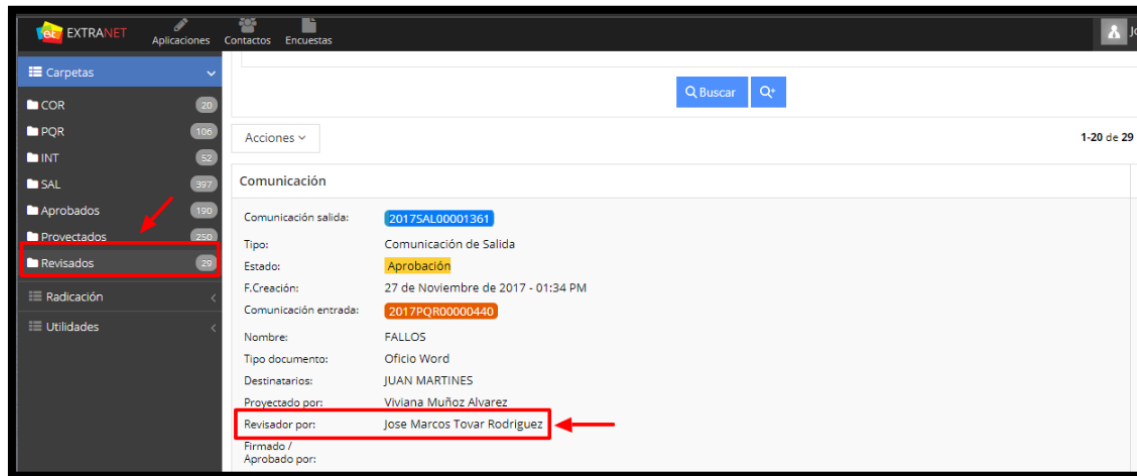 EXTRANET
Aplicaciones Contactos Encuestas
Carpetas
COR 20
PQR 106
INT 52
SAL 397
Aprobados 190
Proyectados 250
Revisados 29
Radicación
Utilidades
Buscar
Acciones
1-20 de 29
Comunicación
Comunicación salida: 2017SAL00001361
Tipo: Comunicación de Salida
Estado: Aprobación
F.Creación: 27 de Noviembre de 2017 - 01:34 PM
Comunicación entrada: 2017PQR00000440
Nombre: FALLOS
Tipo documento: Oficio Word
Destinatarios: JUAN MARTINES
Proyectado por: Viviana Muñoz Alvarez
Revisador por: Jose Marcos Tovar Rodriguez
Firmado /
Aprobado por: